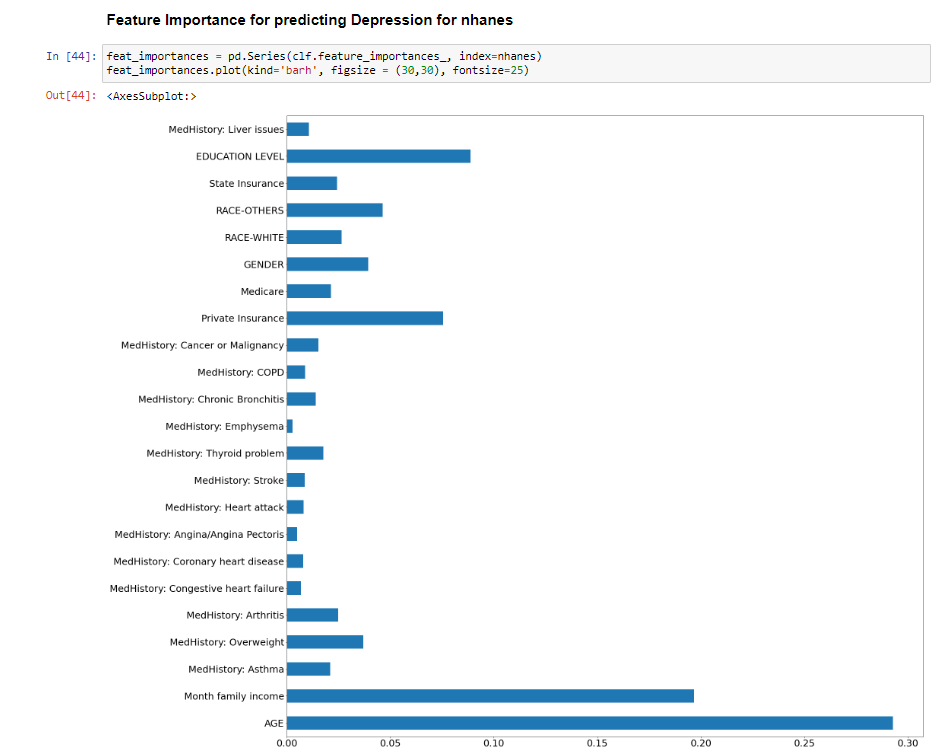 Feature Importance for predicting Depression for nhanes
In [44]: feat_importances = pd.Series(clf.feature_importances_, index=nhanes)
feat_importances.plot(kind='barh', figsize = (30,30), fontsize=25)
Out[44]: <AxesSubplot:>
MedHistory: Liver issues
EDUCATION LEVEL
State Insurance
RACE-OTHERS
RACE-WHITE
GENDER
Medicare
Private Insurance
MedHistory: Cancer or Malignancy
MedHistory: COPD
MedHistory: Chronic Bronchitis
MedHistory: Emphysema
MedHistory: Thyroid problem
MedHistory: Stroke
MedHistory: Heart attack
MedHistory: Angina/Angina Pectoris
MedHistory: Coronary heart disease
MedHistory: Congestive heart failure
MedHistory: Arthritis
MedHistory: Overweight
MedHistory: Asthma
Month family income
AGE
0.00 0.05 0.10 0.15 0.20 0.25 0.30